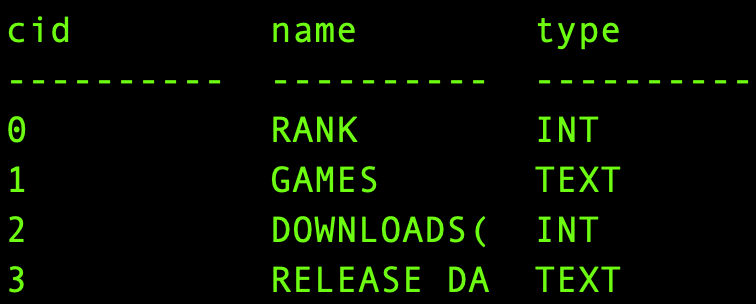 cid         name        type
----------  ----------  ----------
0           RANK        INT
1           GAMES       TEXT
2           DOWNLOADS(  INT
3           RELEASE DA  TEXT